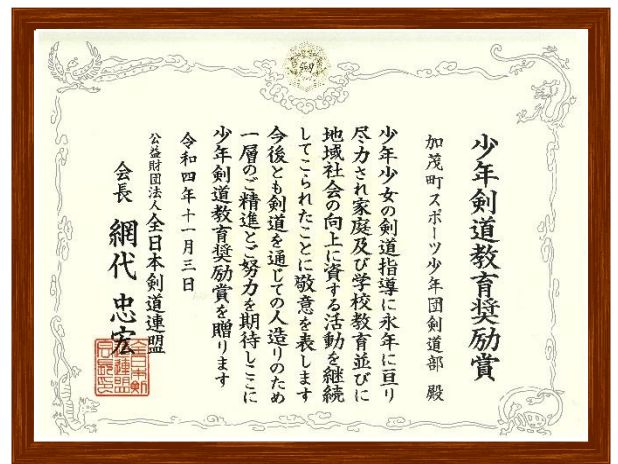 少年剣道教育奨励賞
加茂町スポーツ少年団剣道部 殿
少年少女の剣道指導に永年に亘り
尽力され家庭及び学校教育並びに
地域社会の向上に資する活動を継続
してこられたことに敬意を表します
今後とも剣道を通じての人造りのため
一層のご精進とご努力を期待しここに
少年剣道教育奨励賞を贈ります
令和四年十一月三日
公益財団法人全日本剣道連盟
会長 網代 忠宏